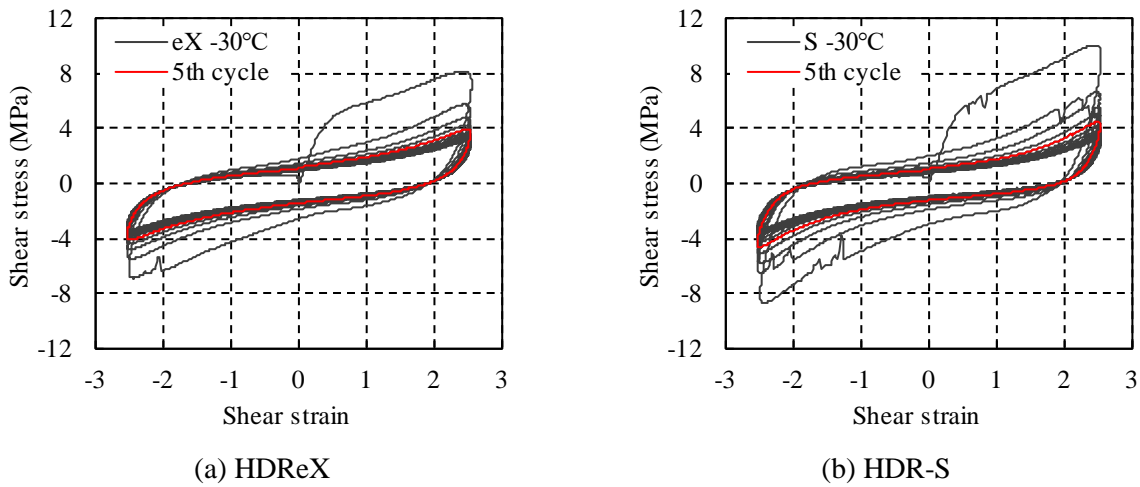 12
8
4
0
-4
-8
-12
Shear stress (MPa)
eX -30°C
5th cycle
-3 -2 -1 0 1 2 3
Shear strain
(a) HDReX
12
8
4
0
-4
-8
-12
Shear stress (MPa)
S -30°C
5th cycle
-3 -2 -1 0 1 2 3
Shear strain
(b) HDR-S